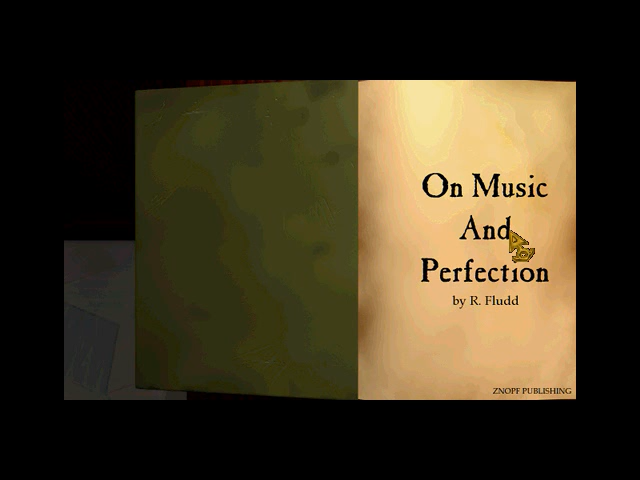 On Music
And
Perfection
by R. Fludd
ZNOPF PUBLISHING